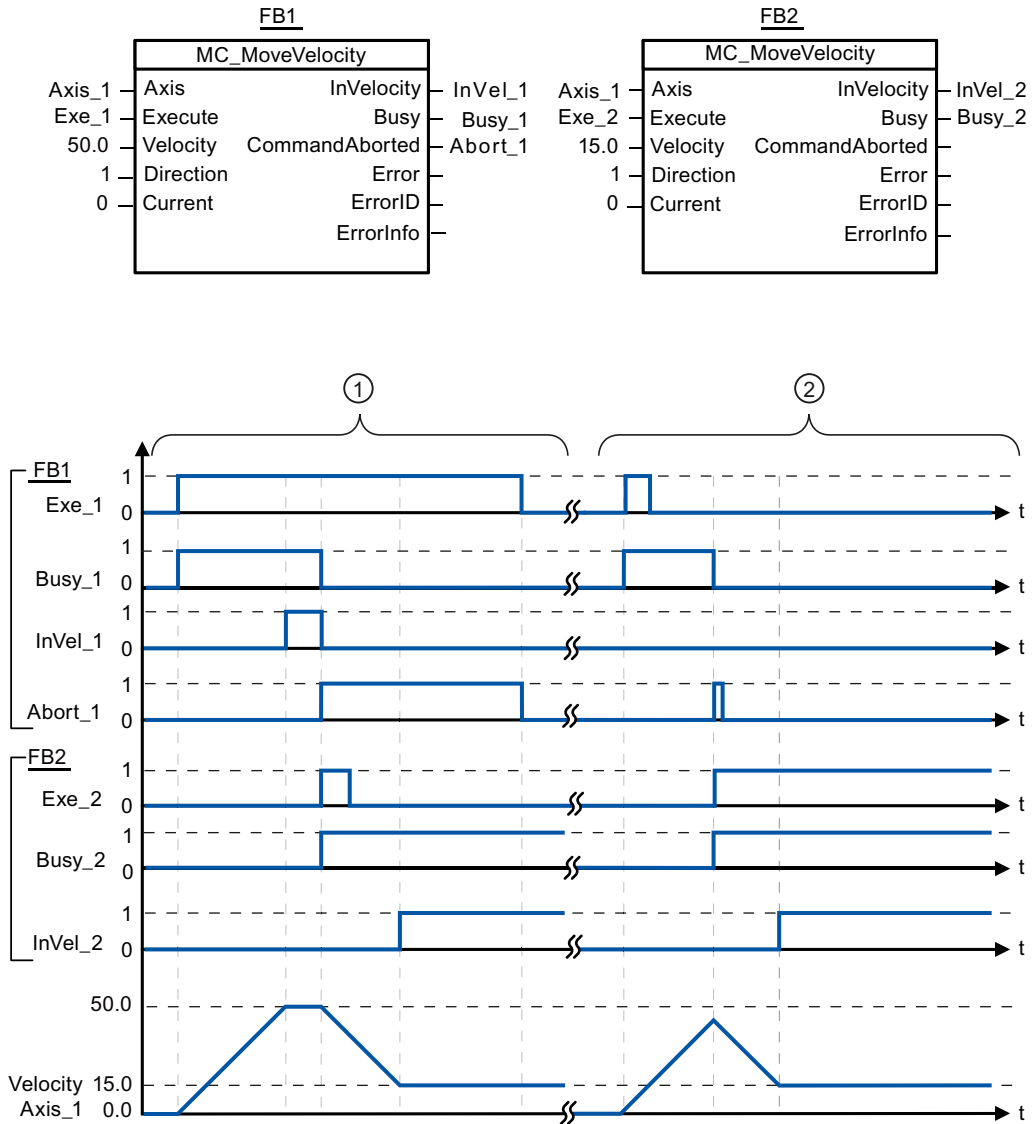 FB1 FB2
MC_MoveVelocity MC_MoveVelocity
Axis_1 Axis InVelocity InVel_1 Axis_1 Axis InVelocity InVel_2
Exe_1 Execute Busy Busy_1 Exe_2 Execute Busy Busy_2
50.0 Velocity CommandAborted Abort_1 15.0 Velocity CommandAborted
1 Direction Error 1 Direction Error
0 Current ErrorID 0 Current ErrorID
ErrorInfo ErrorInfo
1 2
FB1 1
Exe_1 0 t
1
Busy_1 0 t
1
InVel_1 0 t
1
Abort_1 0 t
FB2 1
Exe_2 0 t
1
Busy_2 0 t
1
InVel_2 0 t
50.0
Velocity 15.0
Axis_1 0.0 t